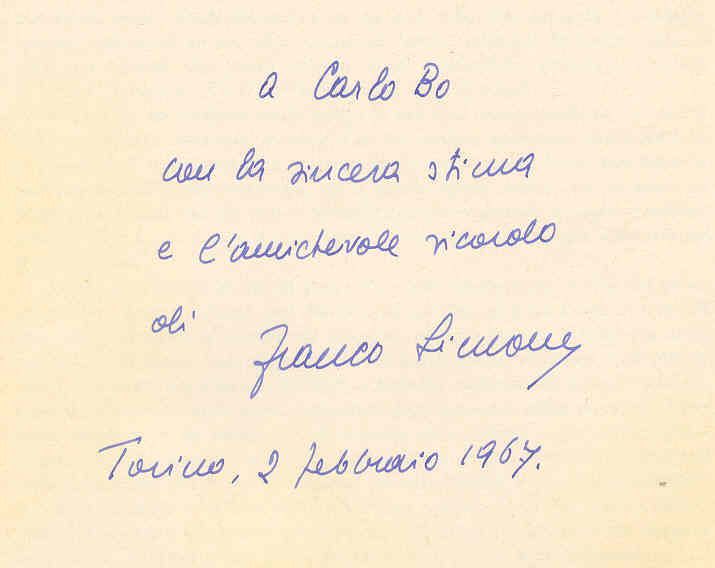 a Carlo Bo
con la sincera stima
e l'amichevole ricordo
di
Franco Simone
Torino, 2 febbraio 1967.